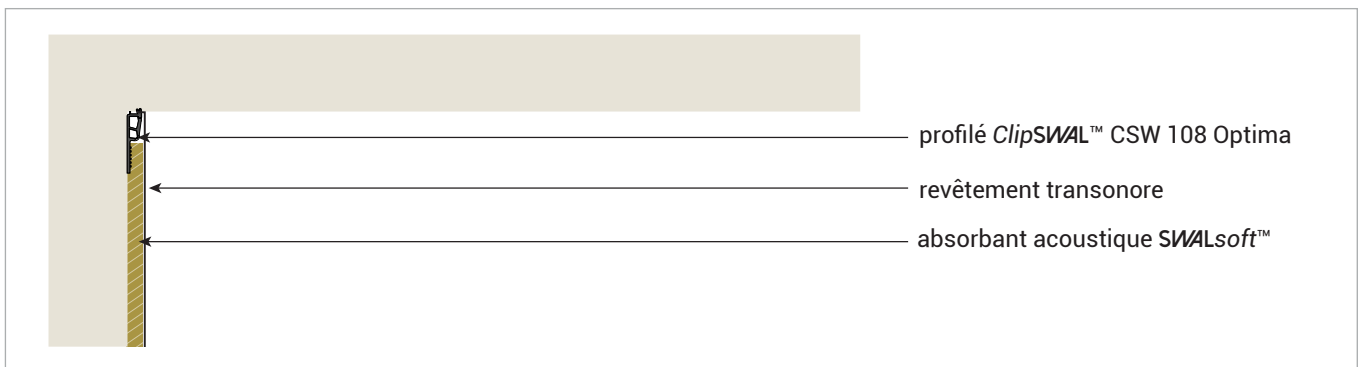 profilé ClipSWAL™ CSW 108 Optima
revêtement transonore
absorbant acoustique SWALsoft™